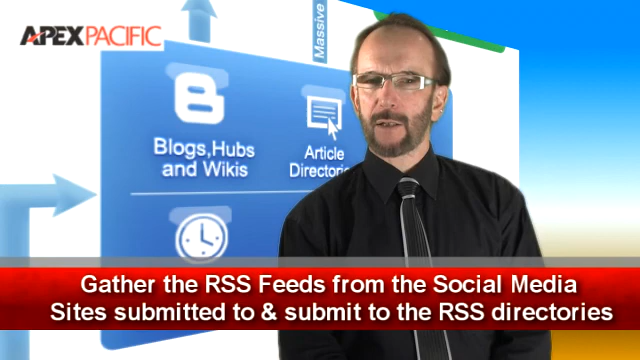 APEXPACIFIC
Massive
Blogs,Hubs
and Wikis
Article
Gather the RSS Feeds from the Social Media
Sites submitted to & submit to the RSS directories